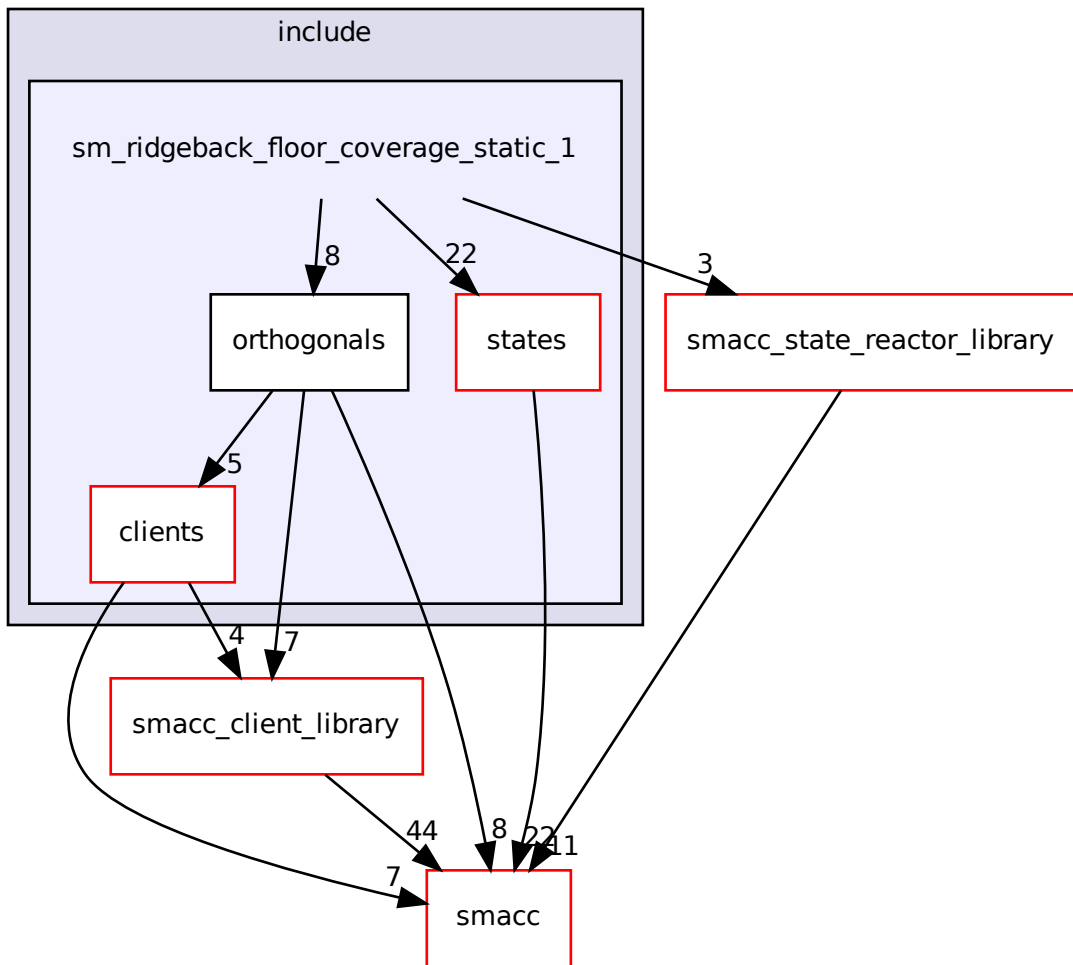 include
sm_ridgeback_floor_coverage_static_1
8
22
3
orthogonals
states
smacc_state_reactor_library
5
clients
4
7
smacc_client_library
44
8
22
11
7
smacc